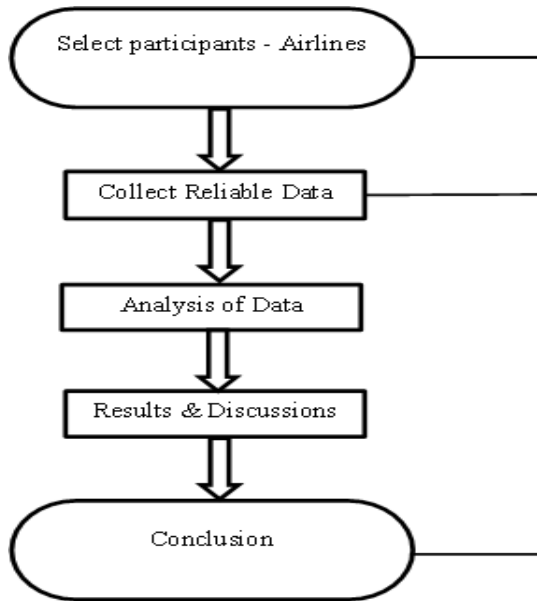 Select participants - Airlines
Collect Reliable Data
Analysis of Data
Results & Discussions
Conclusion